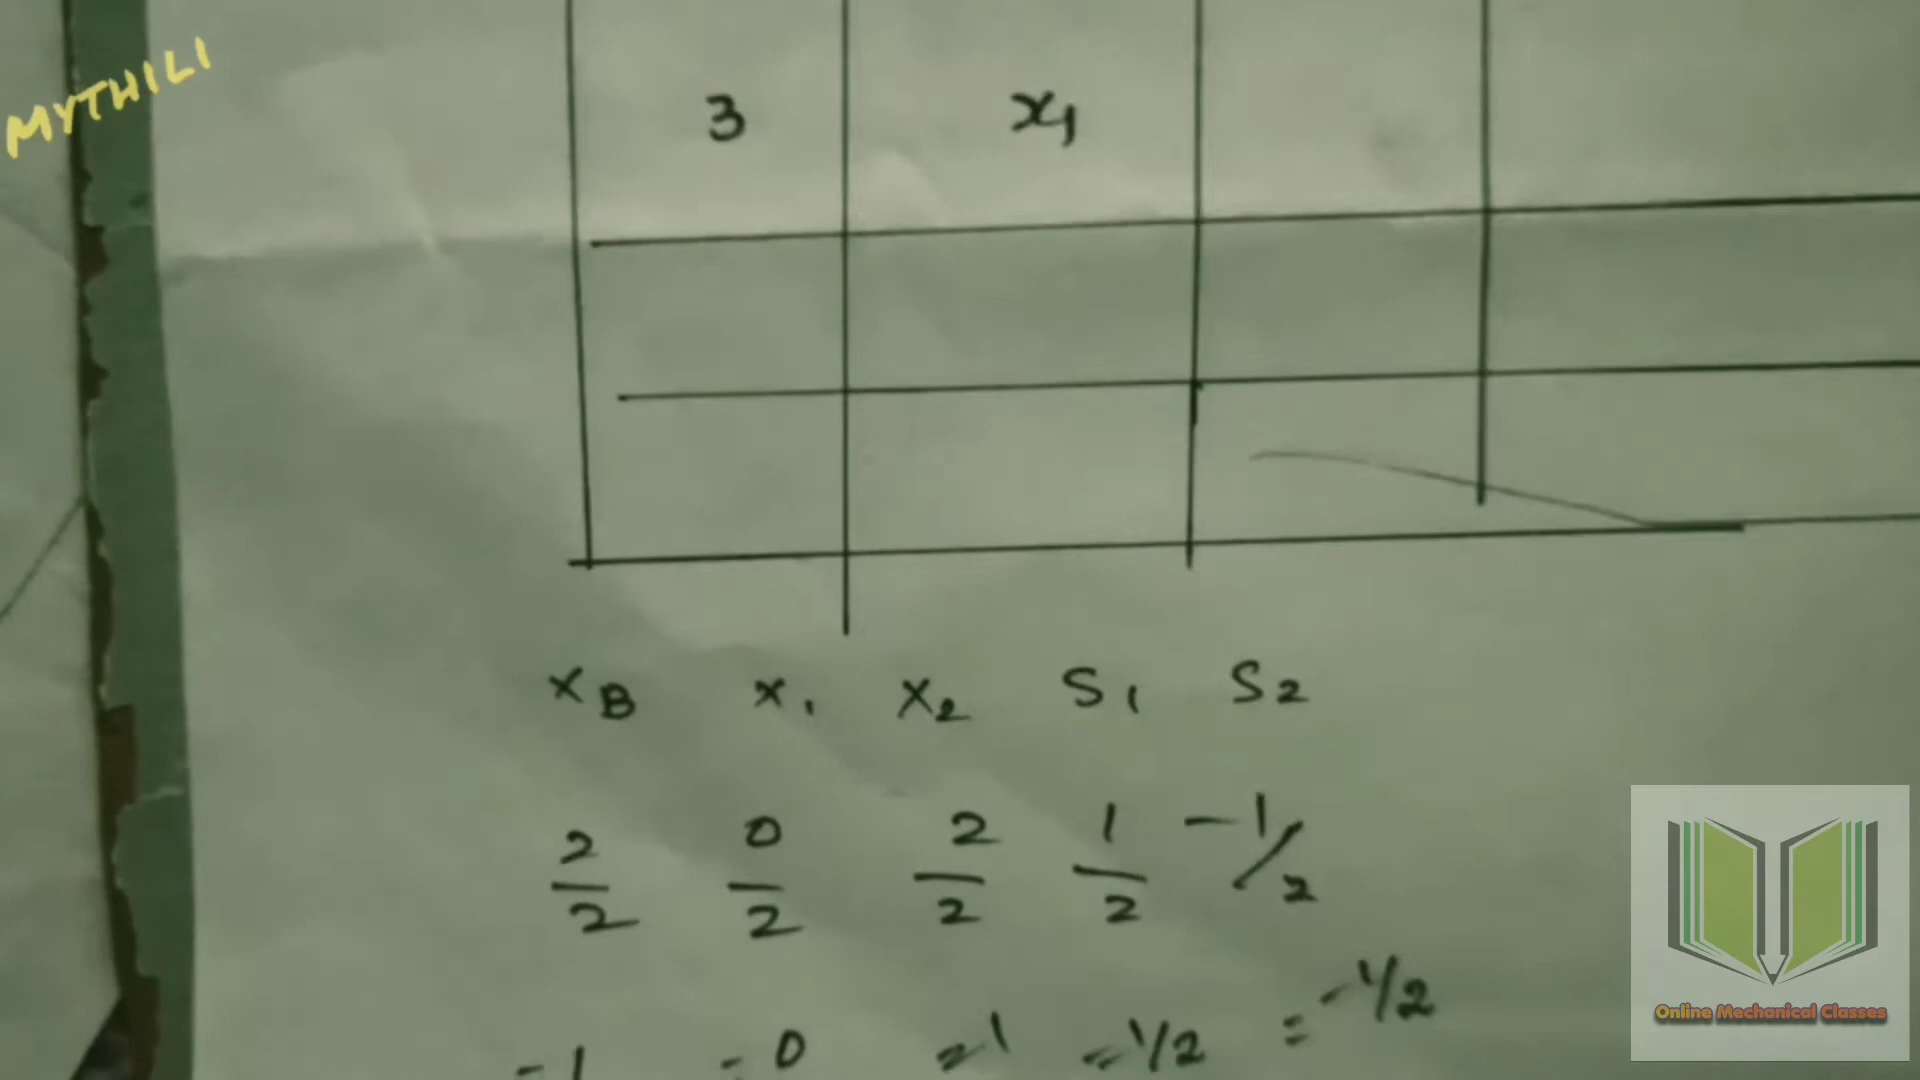 MYTHILI
3 x1
XB X1 X2 S1 S2
2/2 0/2 2/2 1/2 -1/2
=1 =0 =1 =1/2 =-1/2
Online Mechanical Classes